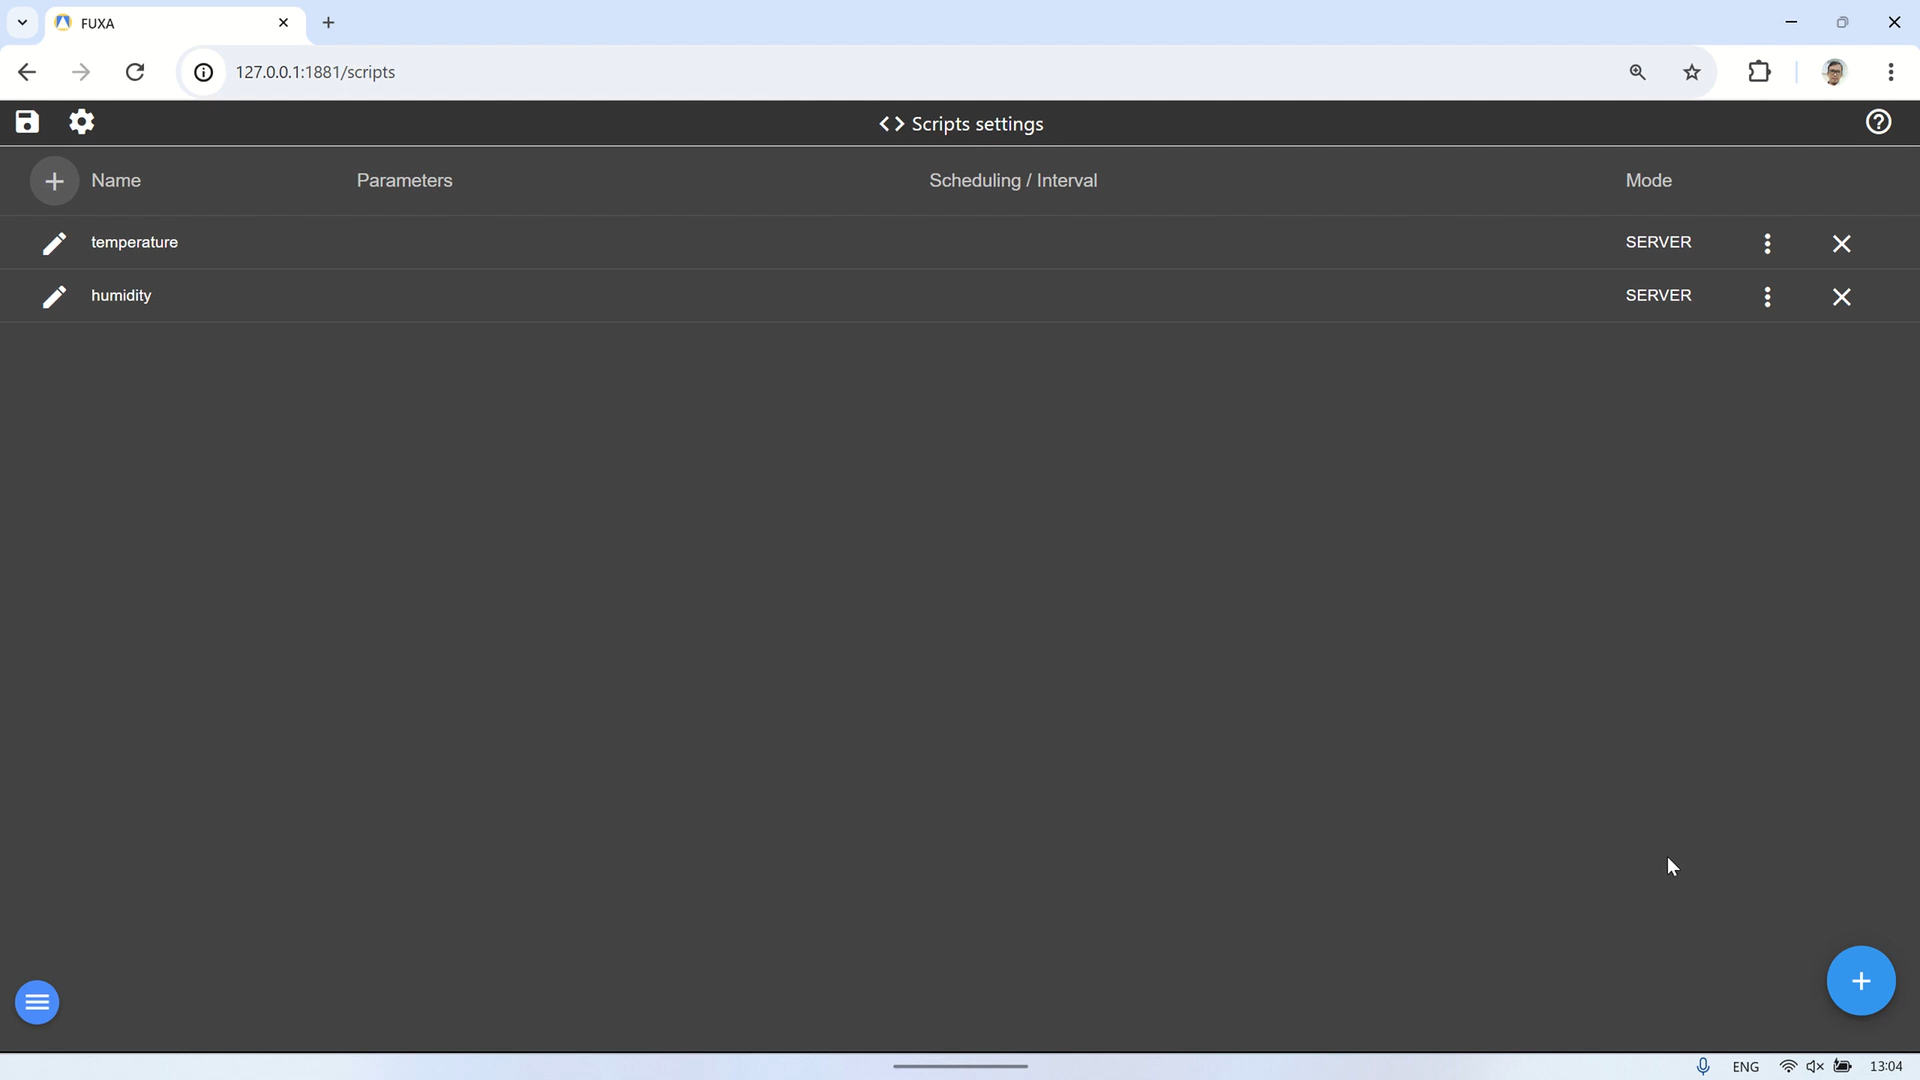 FUXA
127.0.0.1:1881/scripts
<> Scripts settings
Name Parameters Scheduling / Interval Mode
temperature SERVER
humidity SERVER
ENG 13:04